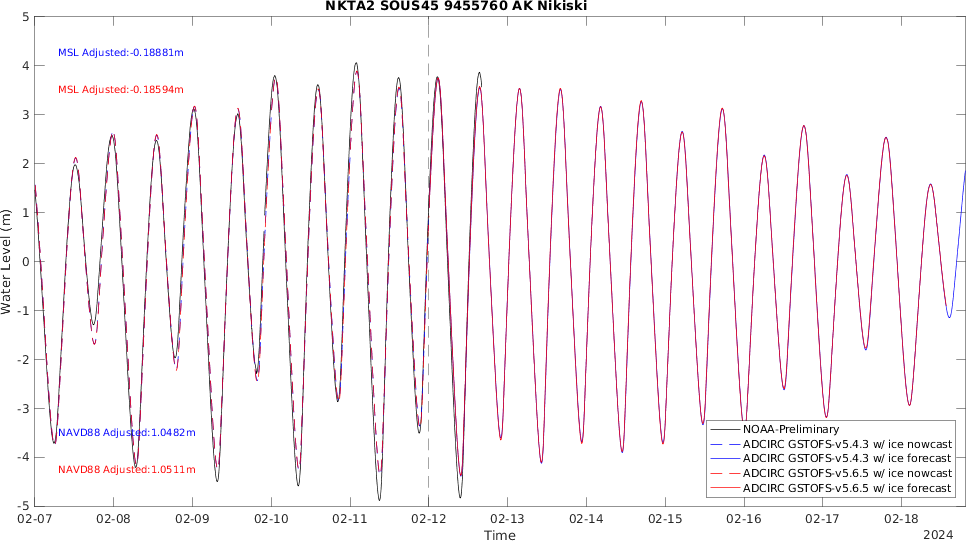 NKTA2 SOUS45 9455760 AK Nikiski
5
4
3
2
1
0
-1
-2
-3
-4
-5
Water Level (m)
MSL Adjusted:-0.18881m
MSL Adjusted:-0.18594m
NAVD88 Adjusted:1.0482m
NAVD88 Adjusted:1.0511m
NOAA-Preliminary
ADCIRC GSTOFS-v5.4.3 w/ ice nowcast
ADCIRC GSTOFS-v5.4.3 w/ ice forecast
ADCIRC GSTOFS-v5.6.5 w/ ice nowcast
ADCIRC GSTOFS-v5.6.5 w/ ice forecast
02-07 02-08 02-09 02-10 02-11 02-12 02-13 02-14 02-15 02-16 02-17 02-18
Time
2024